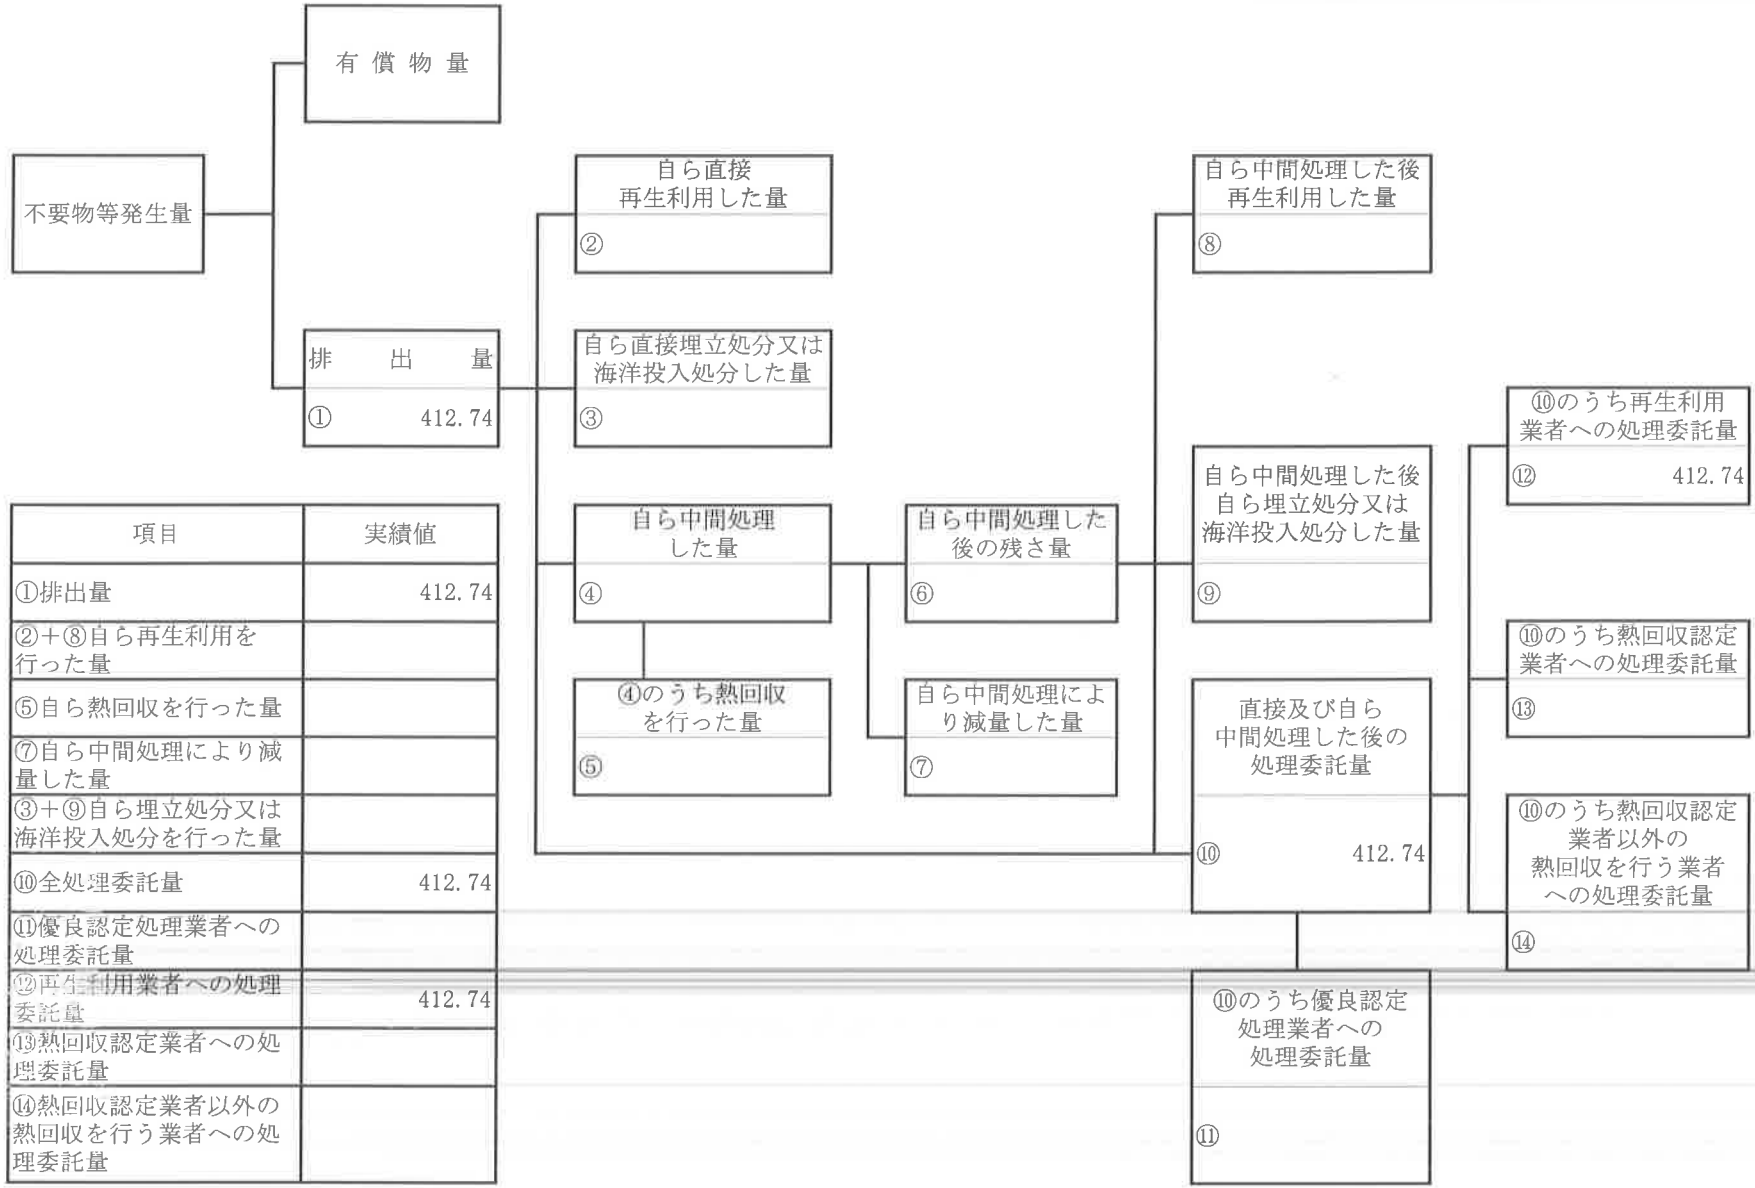 有償物量
不要物等発生量
排出量
① 412.74
自ら直接
再生利用した量
②
自ら直接埋立処分又は
海洋投入処分した量
③
自ら中間処理
した量
④
④のうち熱回収
を行った量
⑤
自ら中間処理した
後の残さ量
⑥
自ら中間処理によ
り減量した量
⑦
自ら中間処理した後
再生利用した量
⑧
自ら中間処理した後
自ら埋立処分又は
海洋投入処分した量
⑨
直接及び自ら
中間処理した後の
処理委託量
⑩ 412.74
⑩のうち優良認定
処理業者への
処理委託量
⑪
⑩のうち再生利用
業者への処理委託量
⑫ 412.74
⑩のうち熱回収認定
業者への処理委託量
⑬
⑩のうち熱回収認定
業者以外の
熱回収を行う業者
への処理委託量
⑭
項目 実績値
①排出量 412.74
②+⑧自ら再生利用を
行った量
⑤自ら熱回収を行った量
⑦自ら中間処理により減
量した量
③+⑨自ら埋立処分又は
海洋投入処分を行った量
⑩全処理委託量 412.74
⑪優良認定処理業者への
処理委託量
⑫再生利用業者への処理
委託量 412.74
⑬熱回収認定業者への処
理委託量
⑭熱回収認定業者以外の
熱回収を行う業者への処
理委託量